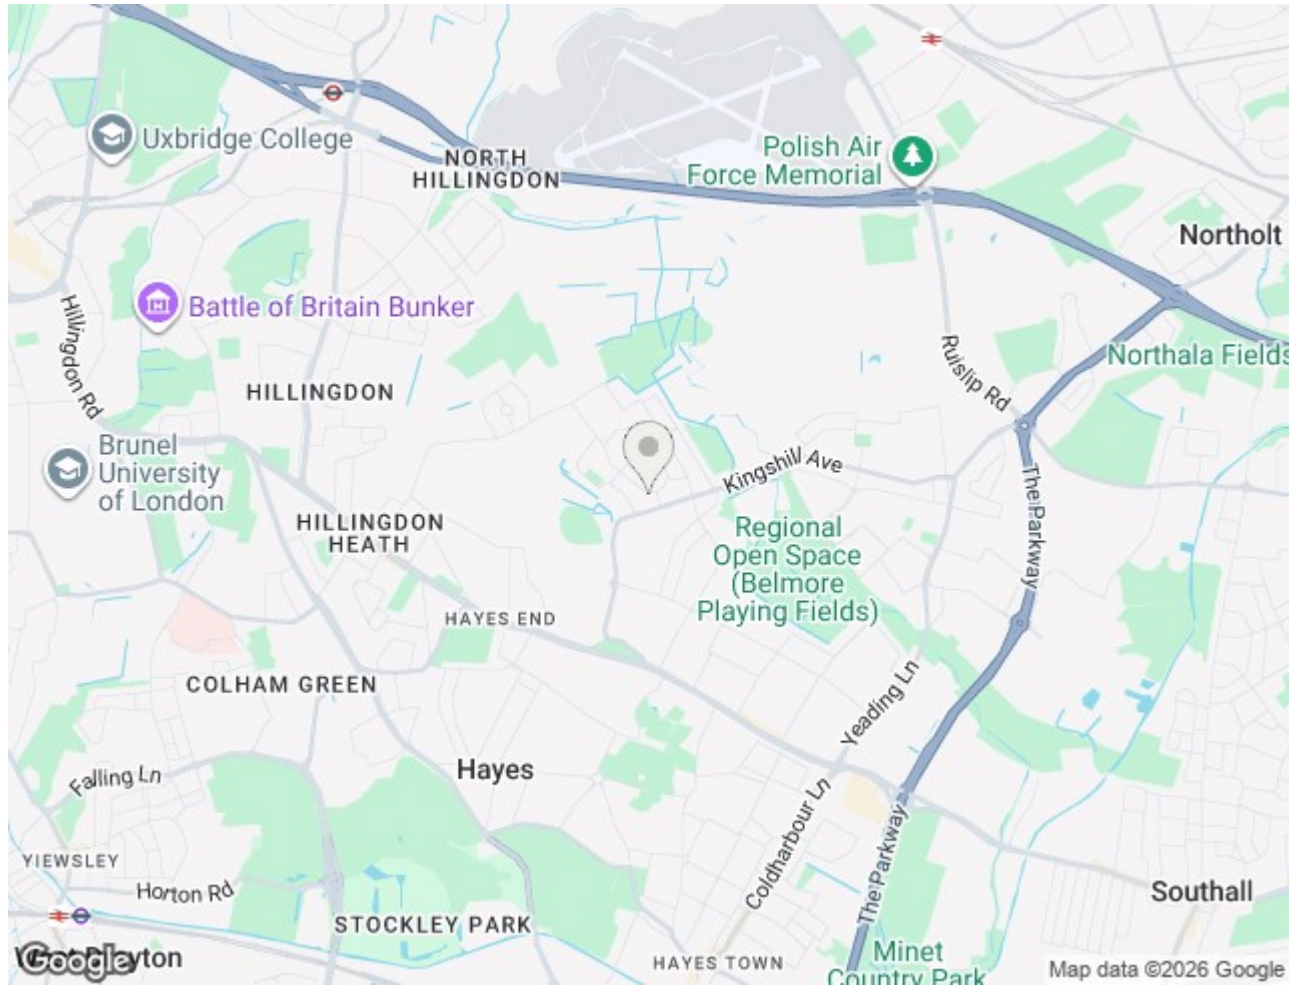 Uxbridge College
NORTH
HILLINGDON
Polish Air
Force Memorial
Northolt
Hillingdon Rd
Battle of Britain Bunker
Ruislip Rd
Northala Fields
HILLINGDON
Brunel
University
of London
Kingshill Ave
The Parkway
HILLINGDON
HEATH
Regional
Open Space
(Belmore
Playing Fields)
HAYES END
COLHAM GREEN
Yeading Ln
Hayes
Falling Ln
Coldharbour Ln
The Parkway
YIEWSLEY
Horton Rd
STOCKLEY PARK
Southall
West Drayton
Google
HAYES TOWN
Minet
Country Park
Map data ©2026 Google